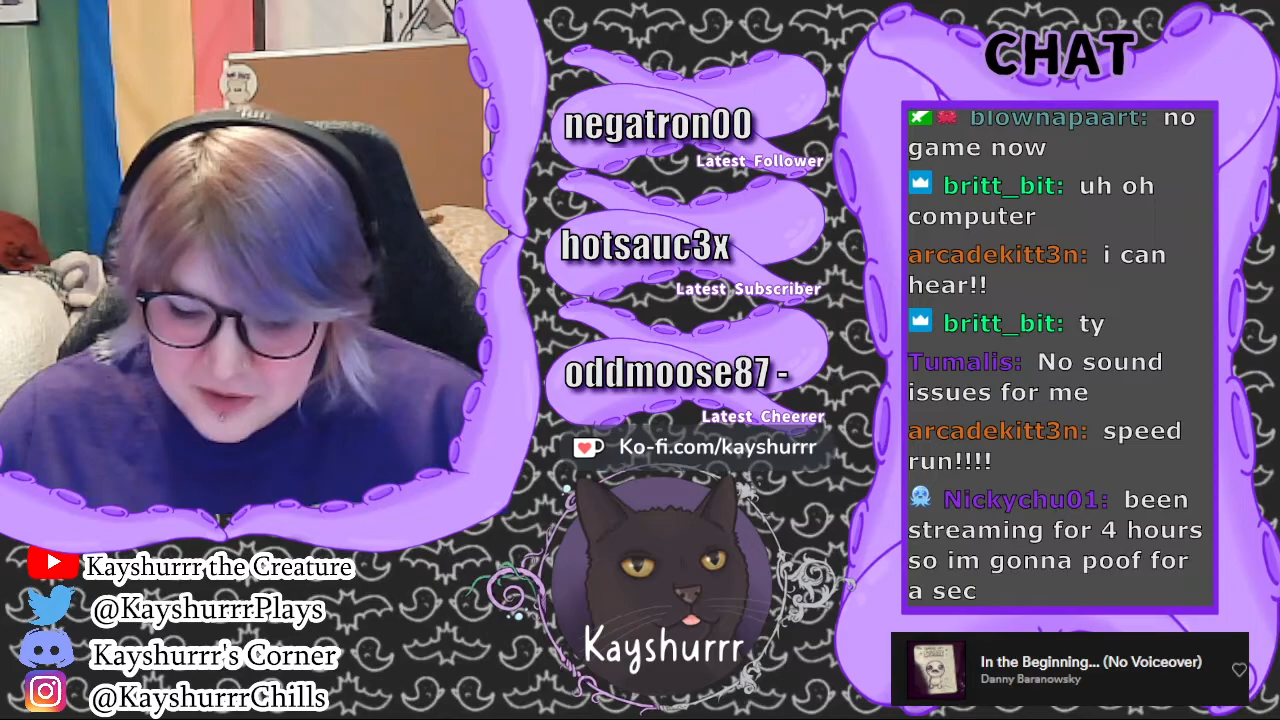 negatron00
Latest Follower
hotsauc3x
Latest Subscriber
oddmoose87 -
Latest Cheerer
Ko-fi.com/kayshurrr
Kayshurrr
Kayshurrr the Creature
@KayshurrrPlays
Kayshurrr's Corner
@KayshurrrChills
CHAT
blownapaart: no
game now
britt_bit: uh oh
computer
arcadekitt3n: i can
hear!!
britt_bit: ty
Tumalis: No sound
issues for me
arcadekitt3n: speed
run!!!!
Nickychu01: been
streaming for 4 hours
so im gonna poof for
a sec
In the Beginning... (No Voiceover)
Danny Baranowsky